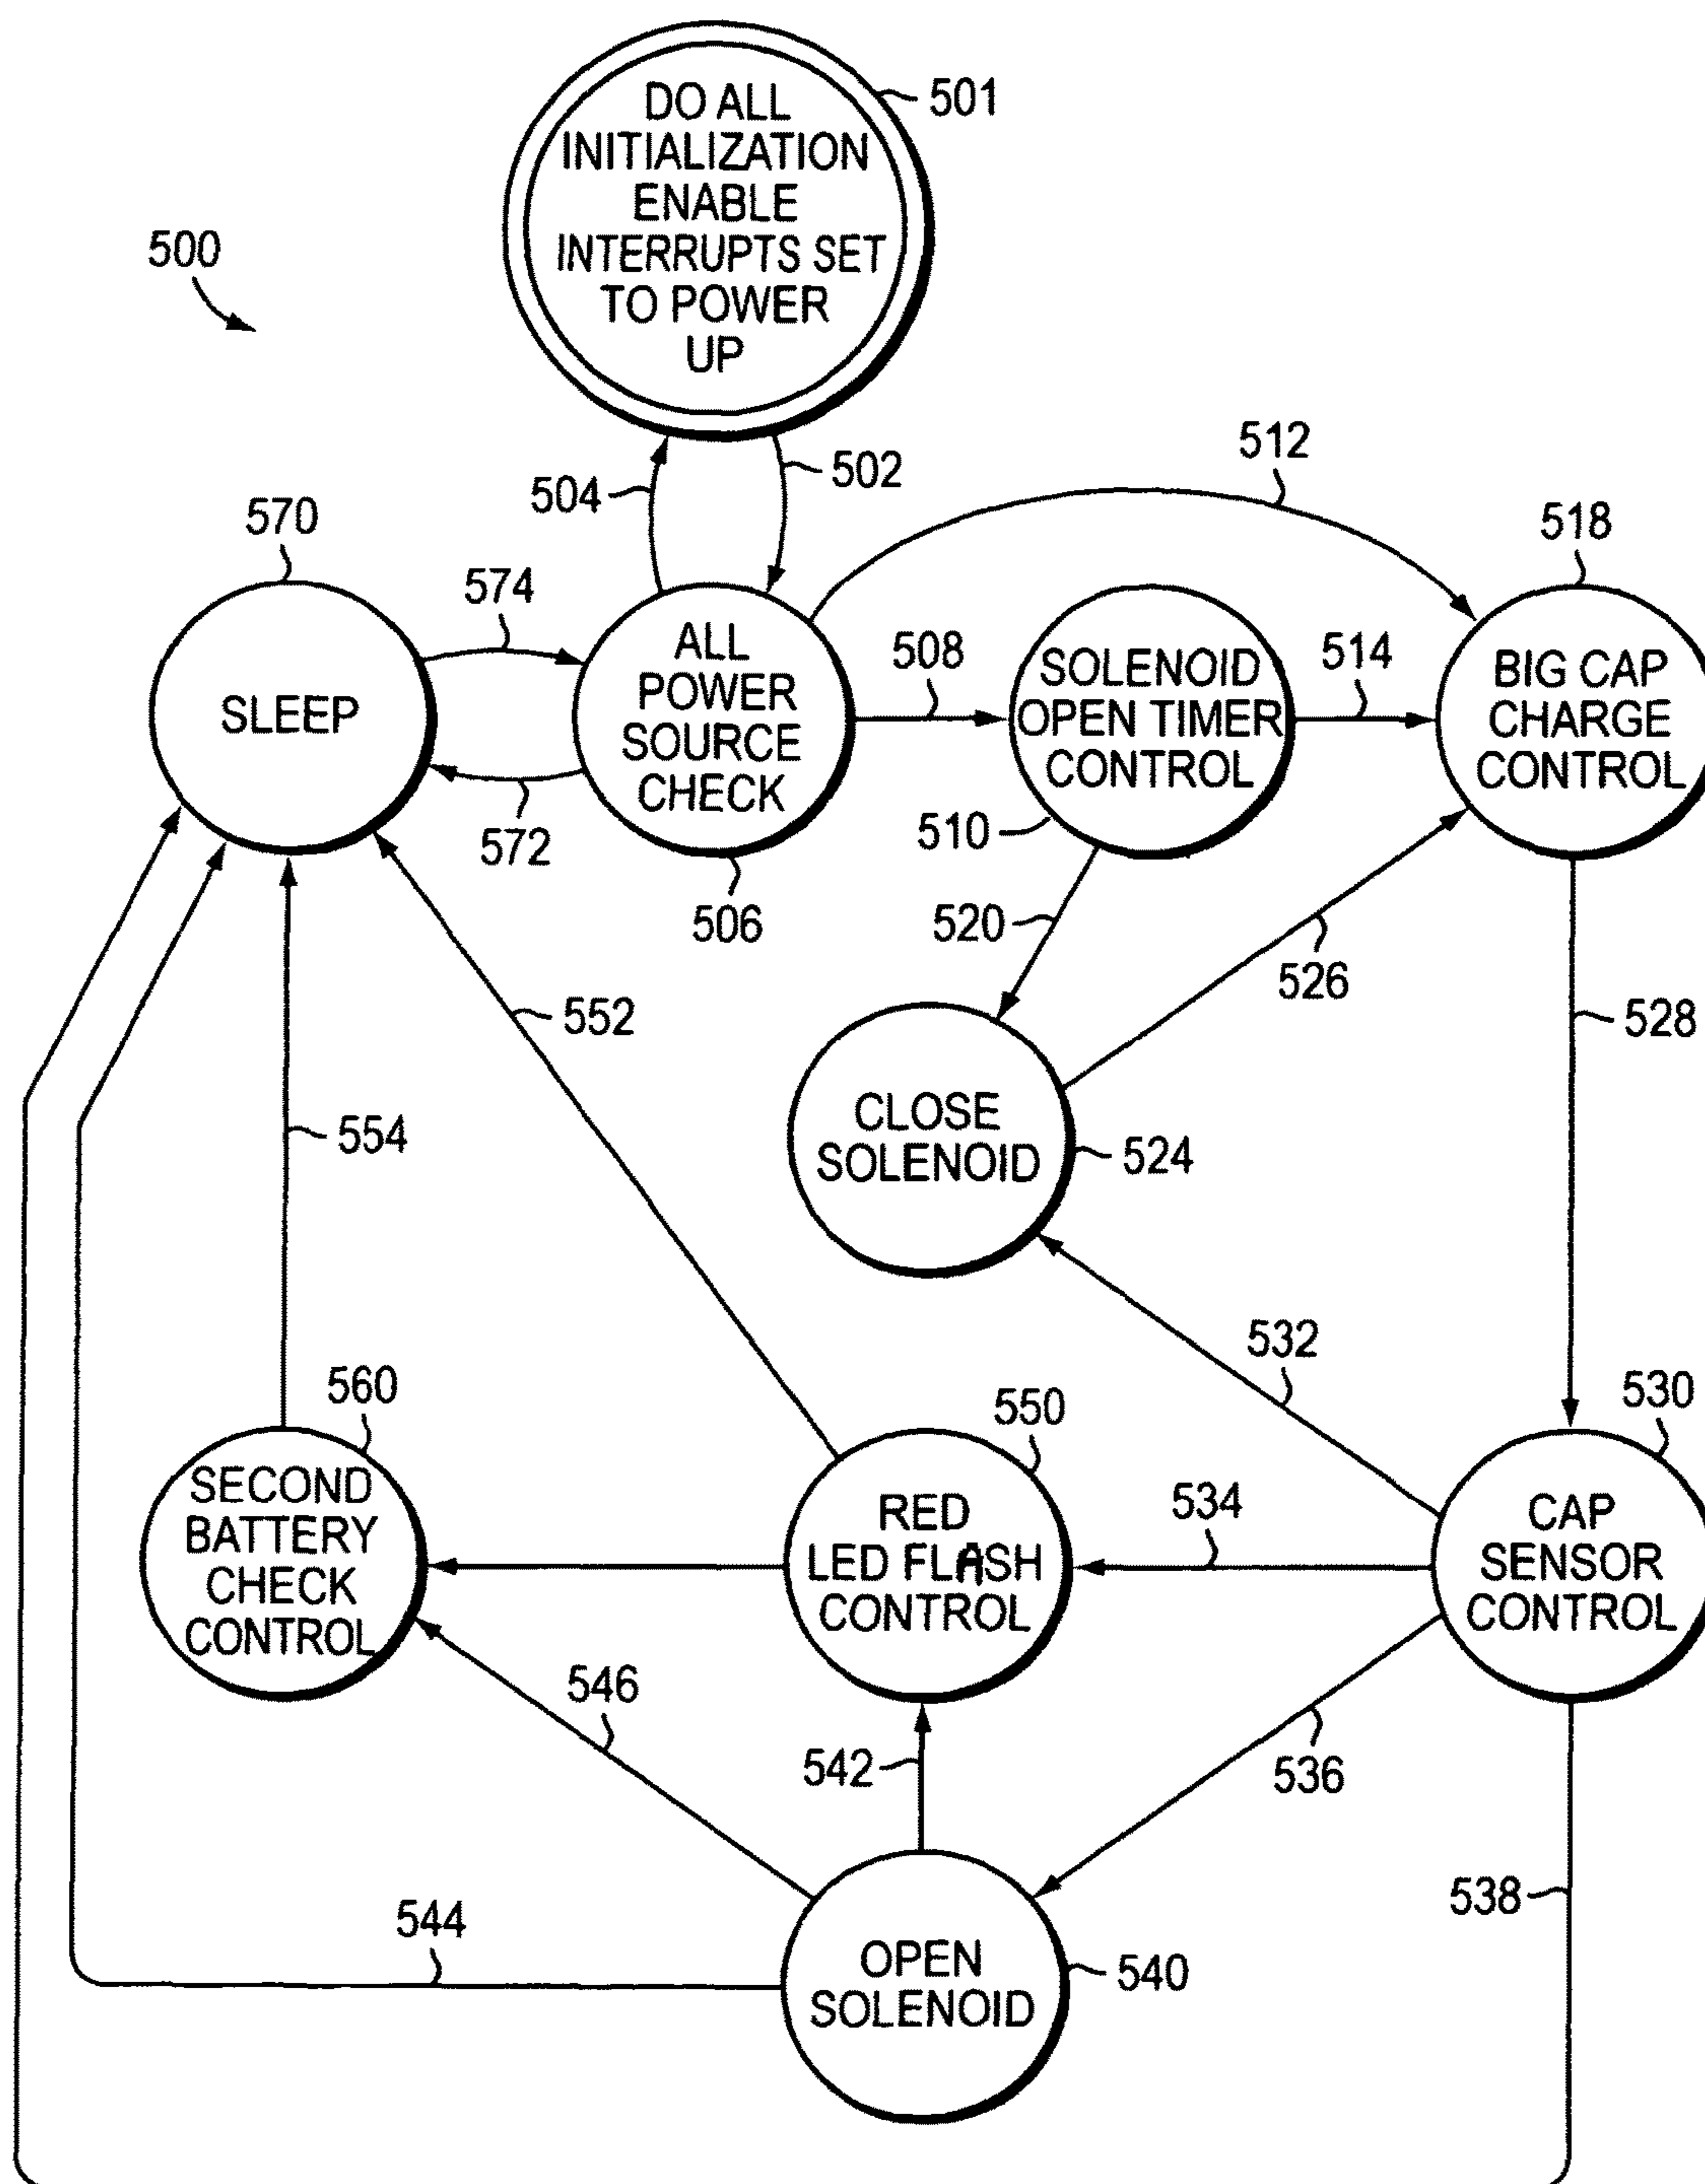 DO ALL
INITIALIZATION
ENABLE
INTERRUPTS SET
TO POWER
UP
501
500
504
502
512
570
574
518
SLEEP
ALL
POWER
SOURCE
CHECK
508
SOLENOID
OPEN TIMER
CONTROL
514
BIG CAP
CHARGE
CONTROL
572
510
506
520
526
552
528
554
CLOSE
SOLENOID
524
532
560
550
530
SECOND
BATTERY
CHECK
CONTROL
RED
LED FLASH
CONTROL
534
CAP
SENSOR
CONTROL
546
542
536
544
538
OPEN
SOLENOID
540